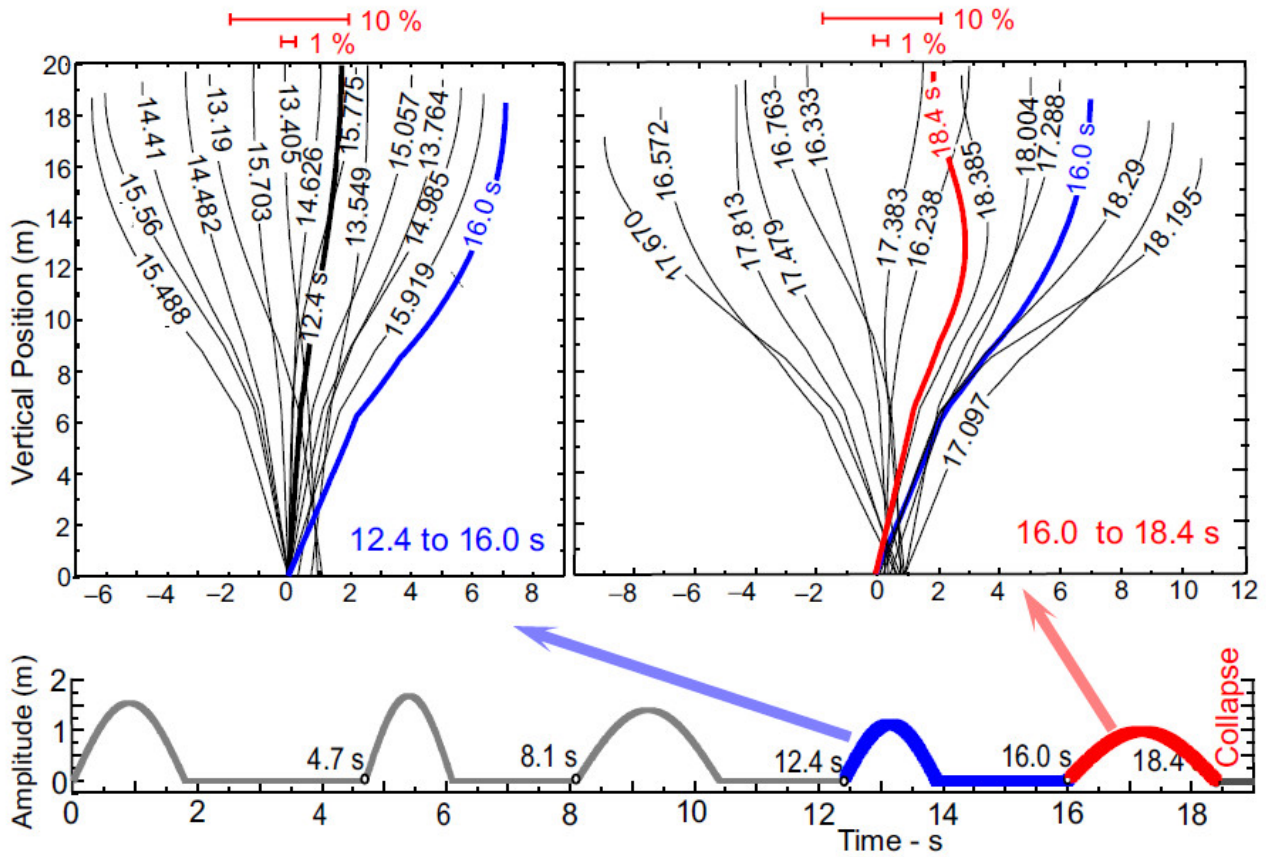 10 %
1 %
10 %
1 %
Vertical Position (m)
20
18
16
14
12
10
8
6
4
2
0
–14.41
–13.19
–13.405
15.775–
15.057–
13.764–
15.56
14.482
15.703
14.626
13.549
14.985
16.0 s
15.488
12.4 s
15.919
12.4 to 16.0 s
–6 –4 –2 0 2 4 6 8
16.572–
16.763–
16.333
18.4 s
18.004
17.288–
16.0 s
17.670
17.813
17.479
17.383
16.238
18.385
18.29
18.195
17.097
16.0 to 18.4 s
–8 –6 –4 –2 0 2 4 6 8 10 12
Amplitude (m)
2
1
0
4.7 s
8.1 s
12.4 s
16.0 s
18.4
Collapse
0 2 4 6 8 10 12 14 16 18
Time - s